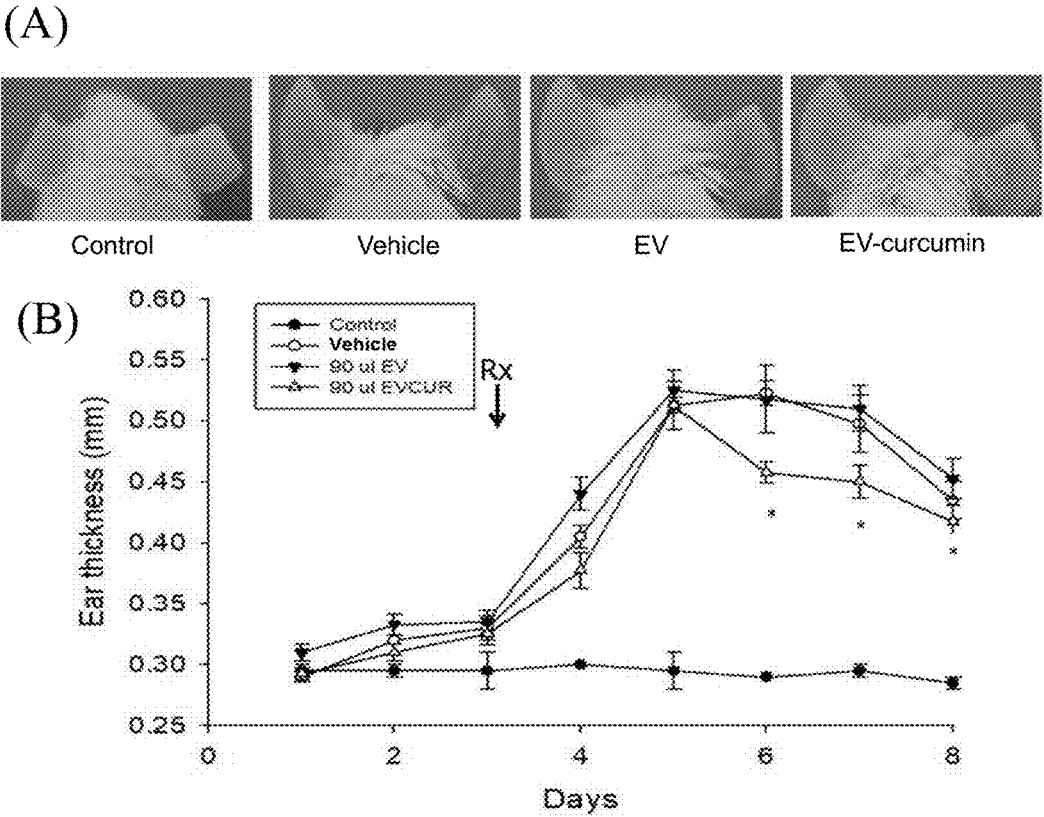 (A)
Control
Vehicle
EV
EV-curcumin
(B)
Ear thickness (mm)
0.60
0.55
0.50
0.45
0.40
0.35
0.30
0.25
Control
Vehicle
90 ul EV
90 ul EVCUR
Rx
*
*
*
0
2
4
6
8
Days